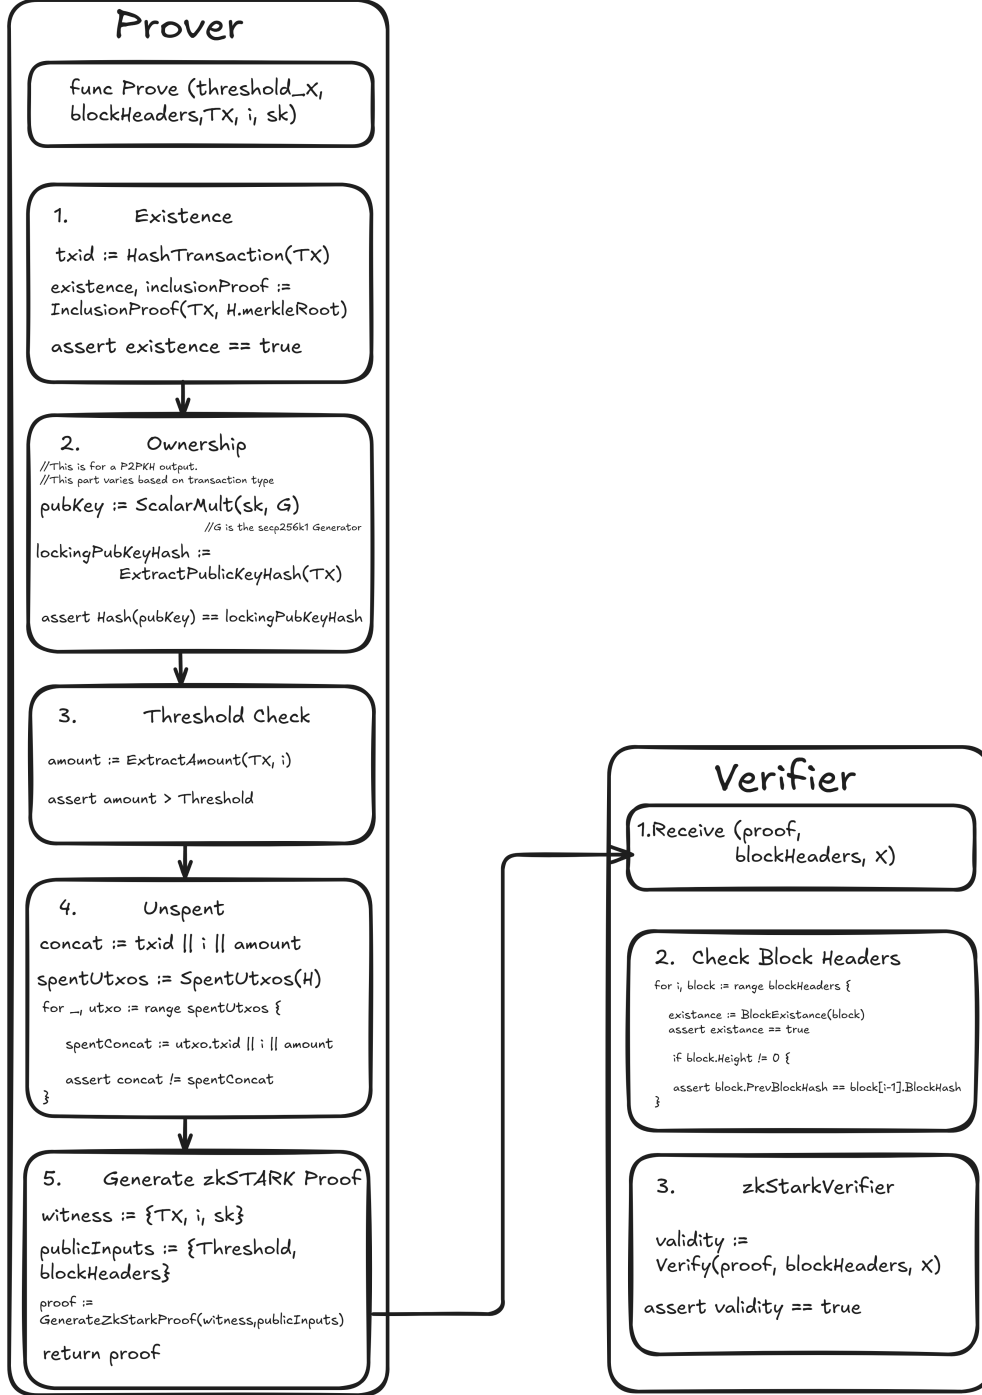 Prover
func Prove (threshold_X,
blockHeaders,TX, i, sk)
1. Existence
txid := HashTransaction(TX)
existence, inclusionProof :=
InclusionProof(TX, H.merkleRoot)
assert existence == true
2. Ownership
//This is for a P2PKH output.
//This part varies based on transaction type
pubKey := ScalarMult(sk, G)
//G is the secp256k1 Generator
lockingPubKeyHash :=
ExtractPublicKeyHash(TX)
assert Hash(pubKey) == lockingPubKeyHash
3. Threshold Check
amount := ExtractAmount(TX, i)
assert amount > Threshold
4. Unspent
concat := txid || i || amount
spentUtxos := SpentUtxos(H)
for _, utxo := range spentUtxos {
spentConcat := utxo.txid || i || amount
assert concat != spentConcat
}
5. Generate zkSTARK Proof
witness := {TX, i, sk}
publicInputs := {Threshold,
blockHeaders}
proof :=
GenerateZkStarkProof(witness,publicInputs)
return proof
Verifier
1.Receive (proof,
blockHeaders, X)
2. Check Block Headers
for i, block := range blockHeaders {
existance := BlockExistance(block)
assert existance == true
if block.Height != 0 {
assert block.PrevBlockHash == block[i-1].BlockHash
}
3. zkStarkVerifier
validity :=
Verify(proof, blockHeaders, X)
assert validity == true